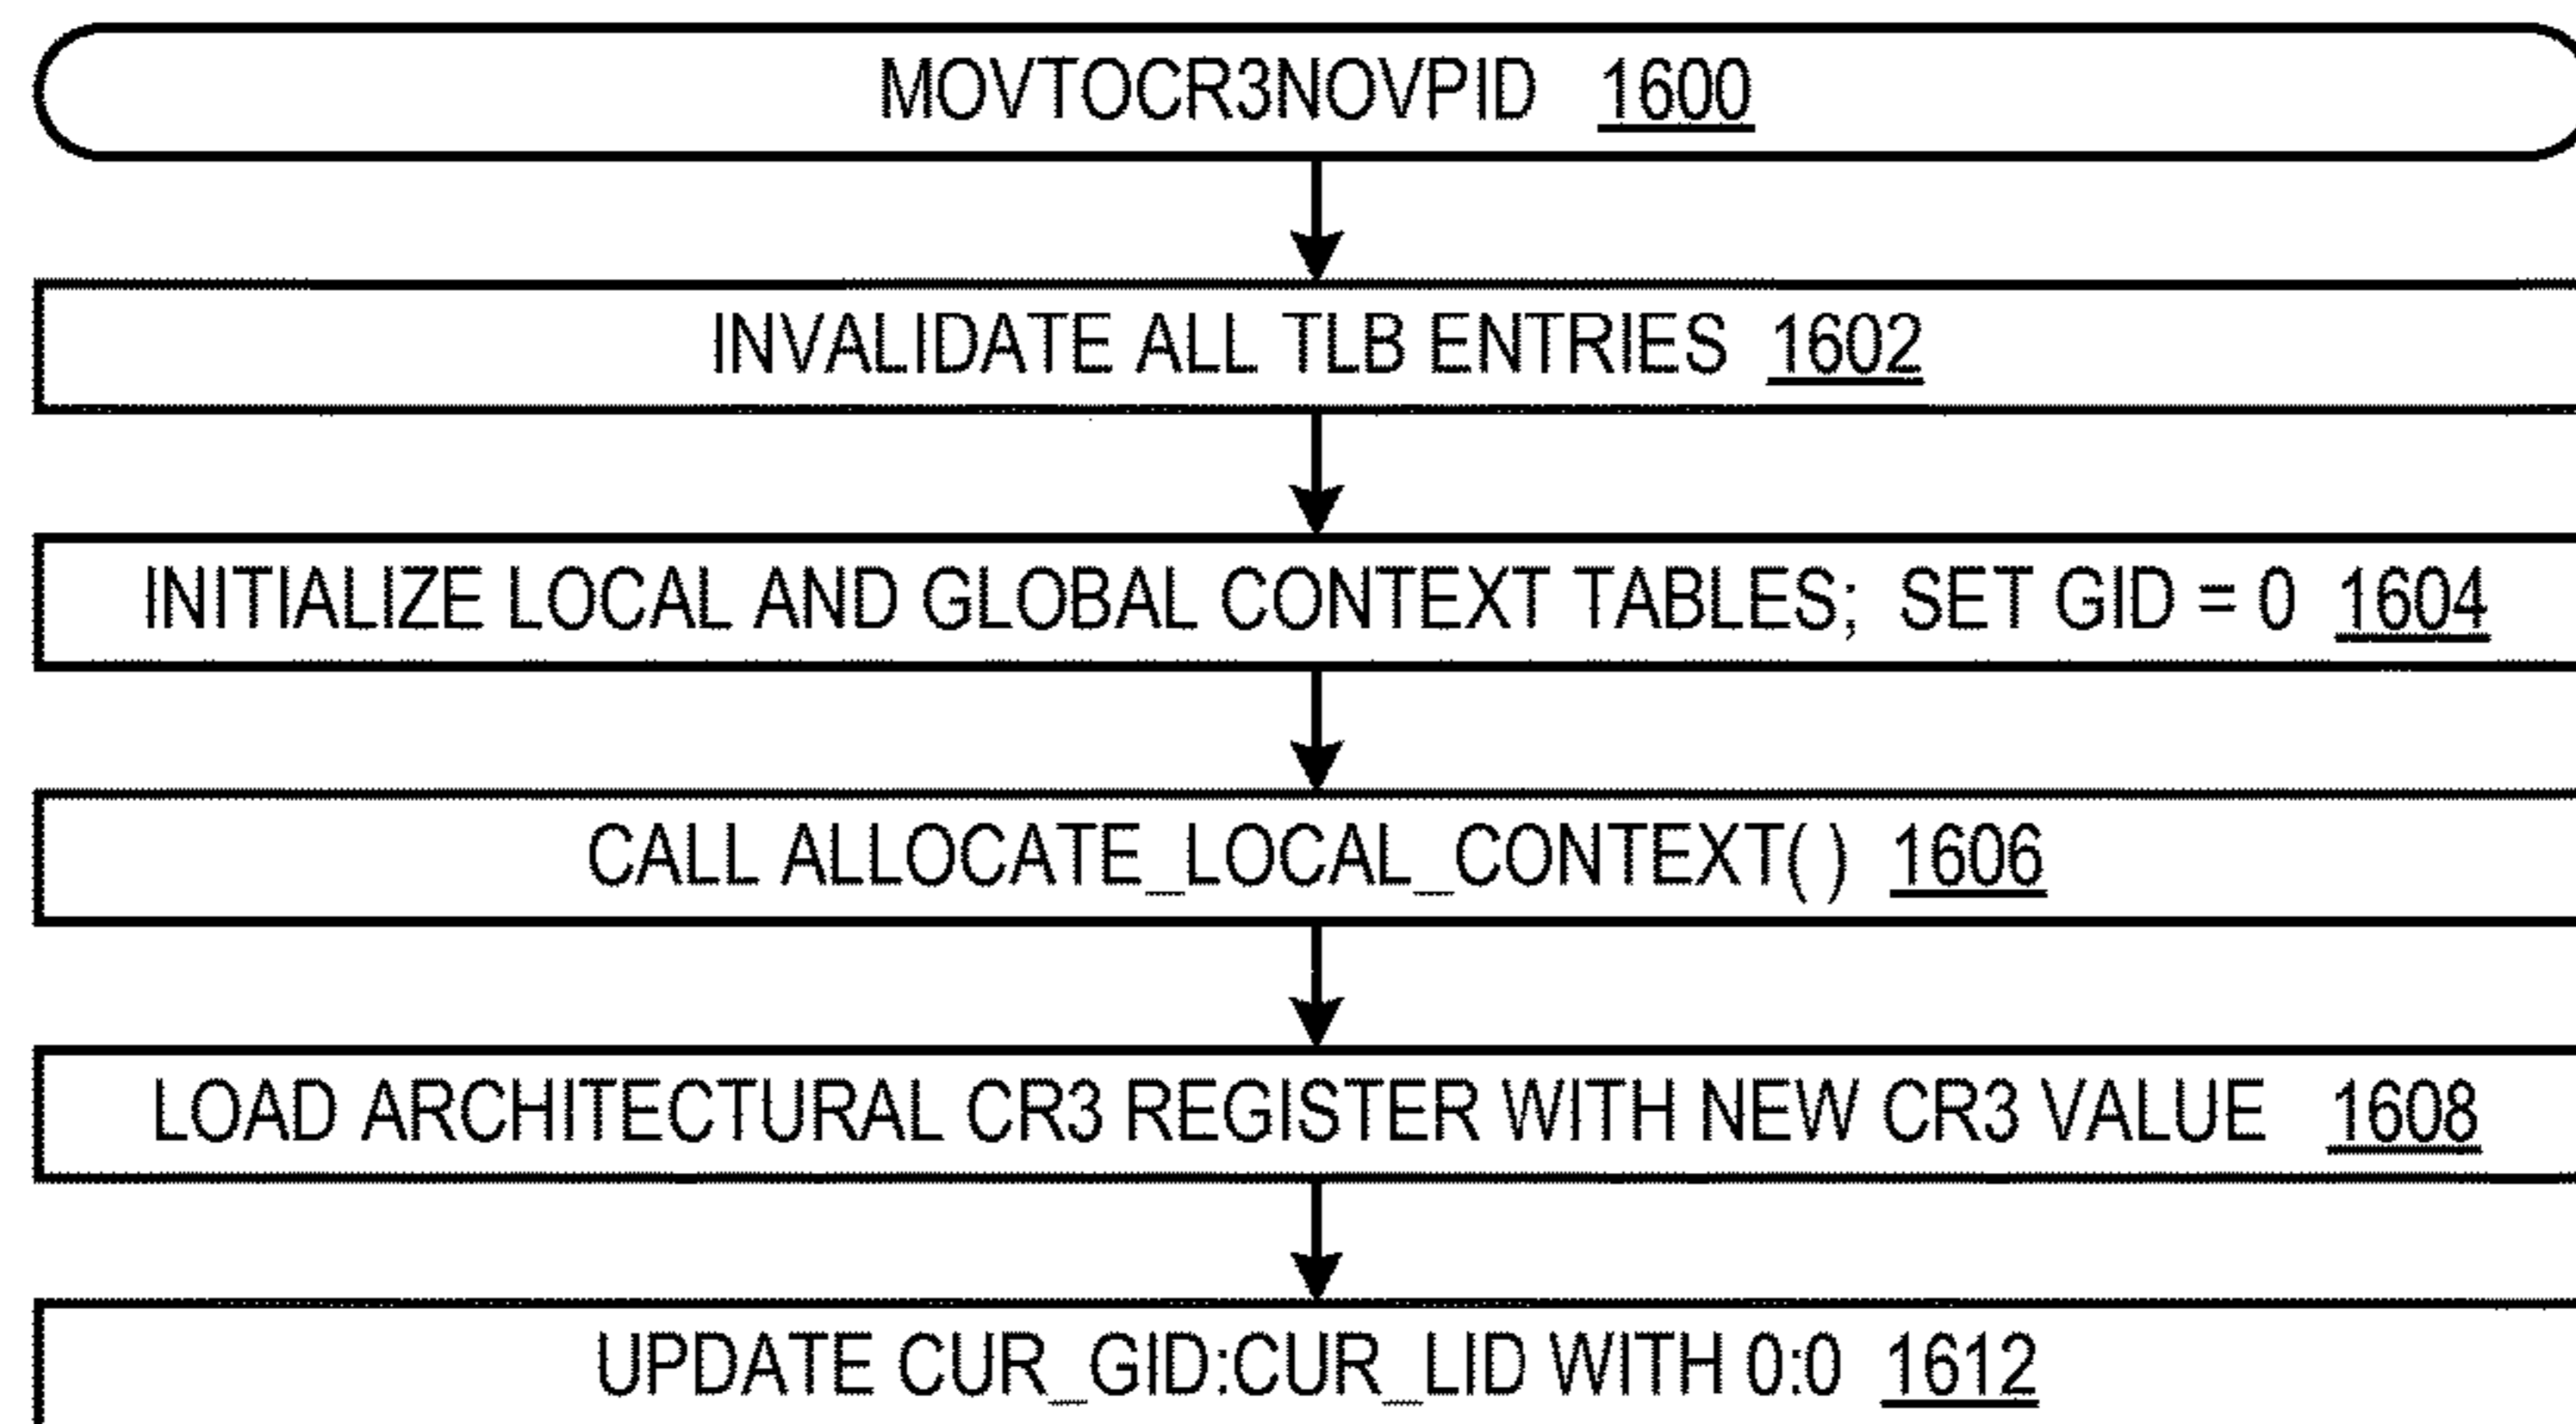 MOVTOCR3NOVPID 1600
INVALIDATE ALL TLB ENTRIES 1602
INITIALIZE LOCAL AND GLOBAL CONTEXT TABLES; SET GID = 0 1604
CALL ALLOCATE_LOCAL_CONTEXT( ) 1606
LOAD ARCHITECTURAL CR3 REGISTER WITH NEW CR3 VALUE 1608
UPDATE CUR_GID:CUR_LID WITH 0:0 1612